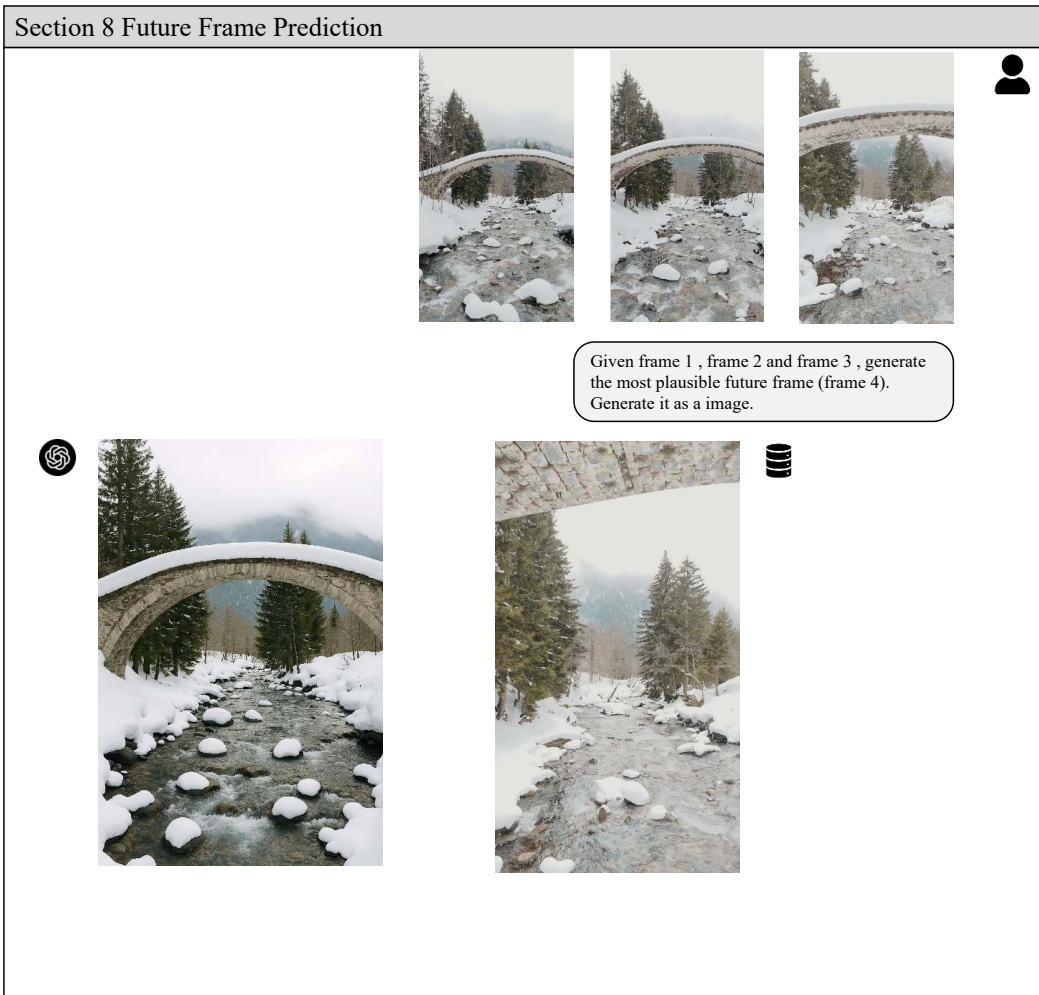 Section 8 Future Frame Prediction
Given frame 1 , frame 2 and frame 3 , generate
the most plausible future frame (frame 4).
Generate it as a image.